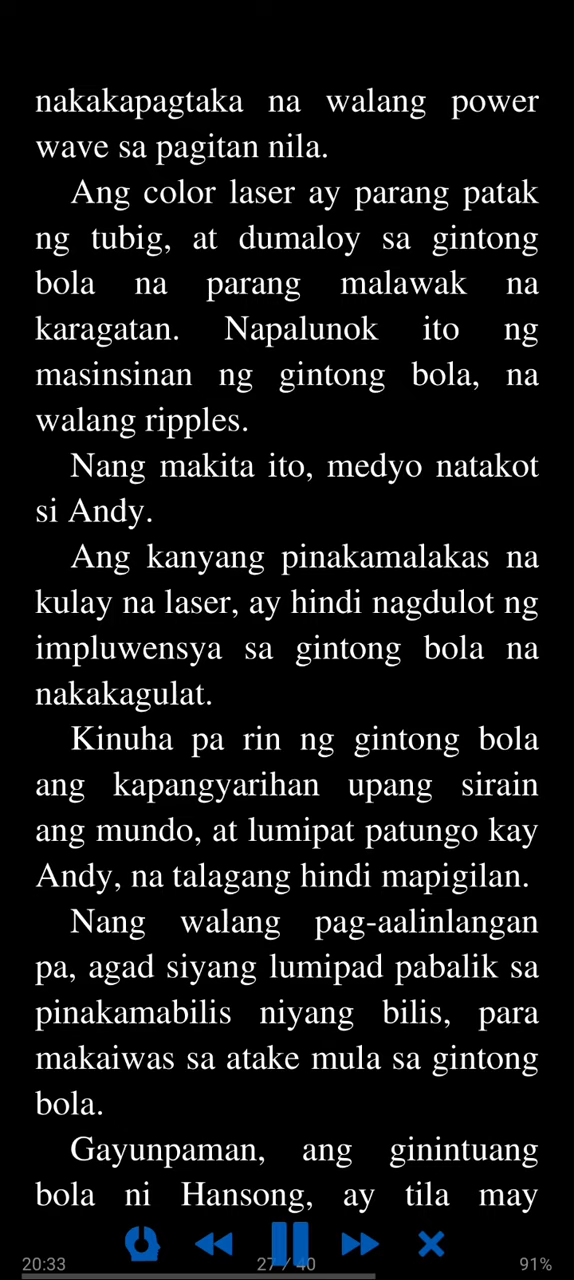 nakakapagtaka na walang power
wave sa pagitan nila.
Ang color laser ay parang patak
ng tubig, at dumaloy sa gintong
bola na parang malawak na
karagatan. Napalunok ito ng
masinsinan ng gintong bola, na
walang ripples.
Nang makita ito, medyo natakot
si Andy.
Ang kanyang pinakamalakas na
kulay na laser, ay hindi nagdulot ng
impluwensya sa gintong bola na
nakakagulat.
Kinuha pa rin ng gintong bola
ang kapangyarihan upang sirain
ang mundo, at lumipat patungo kay
Andy, na talagang hindi mapigilan.
Nang walang pag-aalinlangan
pa, agad siyang lumipad pabalik sa
pinakamabilis niyang bilis, para
makaiwas sa atake mula sa gintong
bola.
Gayunpaman, ang ginintuang
bola ni Hansong, ay tila may
20:33 27 / 40 91%